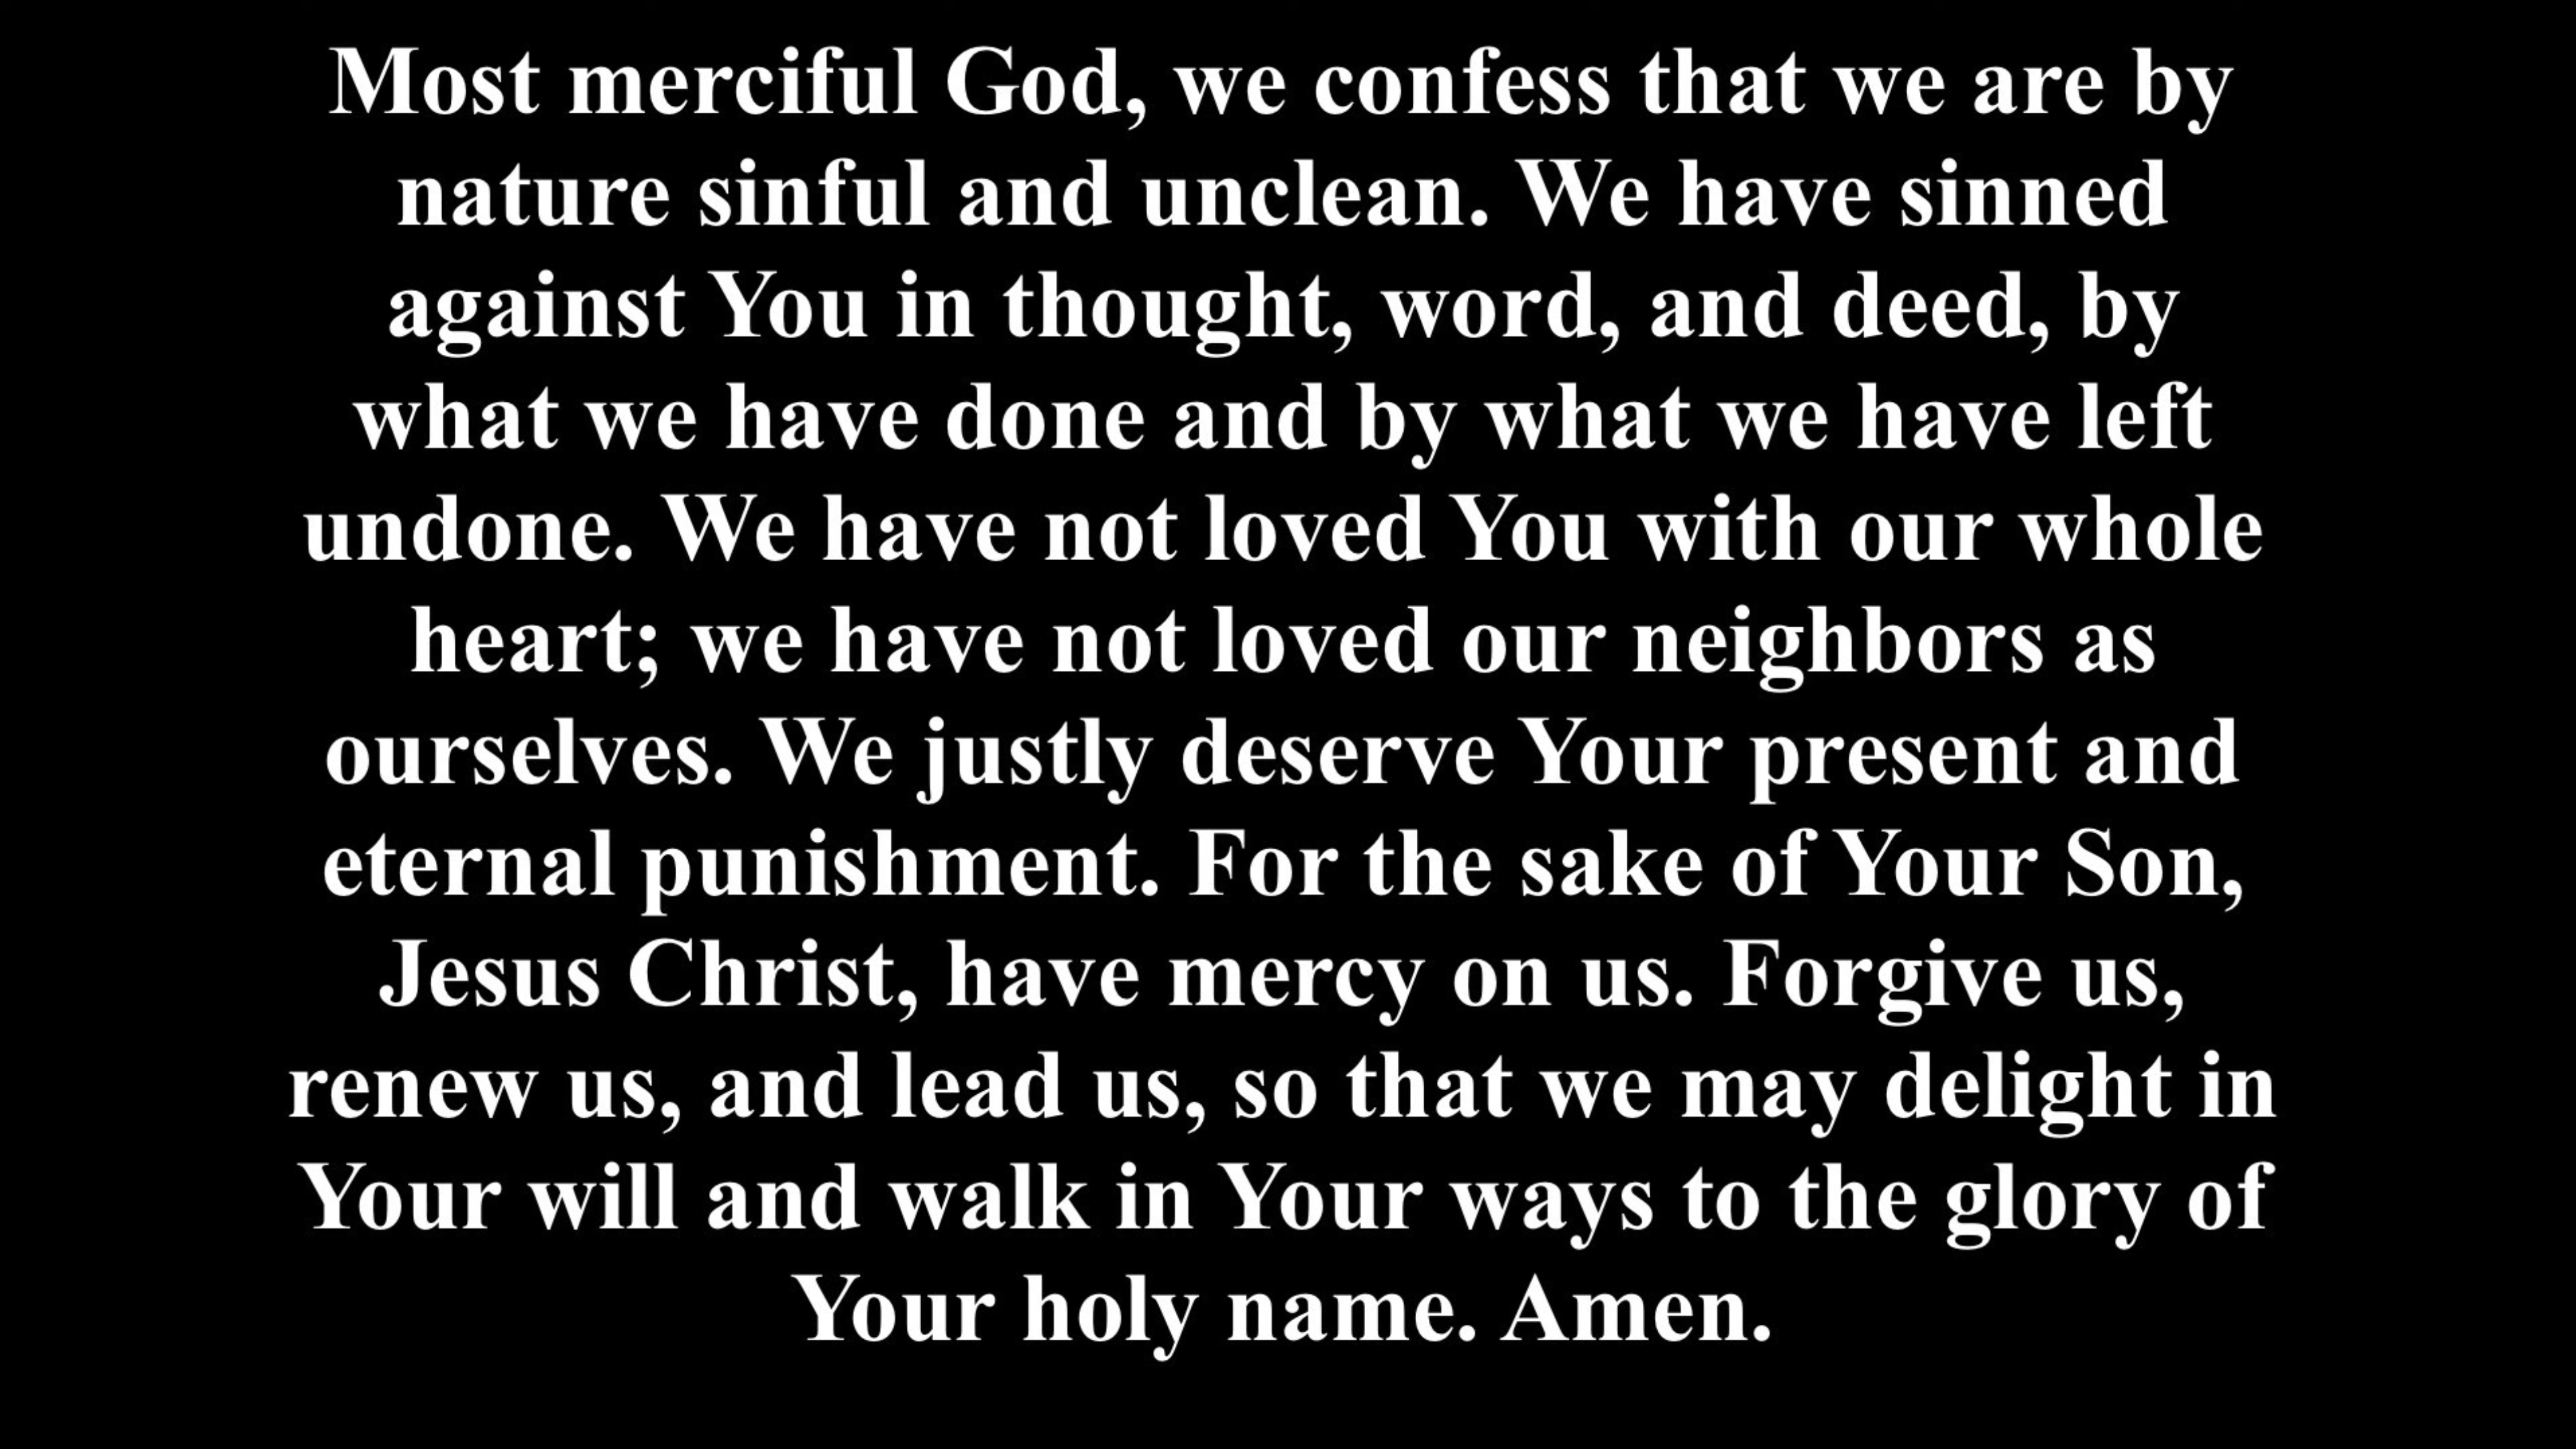 Most merciful God, we confess that we are by
nature sinful and unclean. We have sinned
against You in thought, word, and deed, by
what we have done and by what we have left
undone. We have not loved You with our whole
heart; we have not loved our neighbors as
ourselves. We justly deserve Your present and
eternal punishment. For the sake of Your Son,
Jesus Christ, have mercy on us. Forgive us,
renew us, and lead us, so that we may delight in
Your will and walk in Your ways to the glory of
Your holy name. Amen.